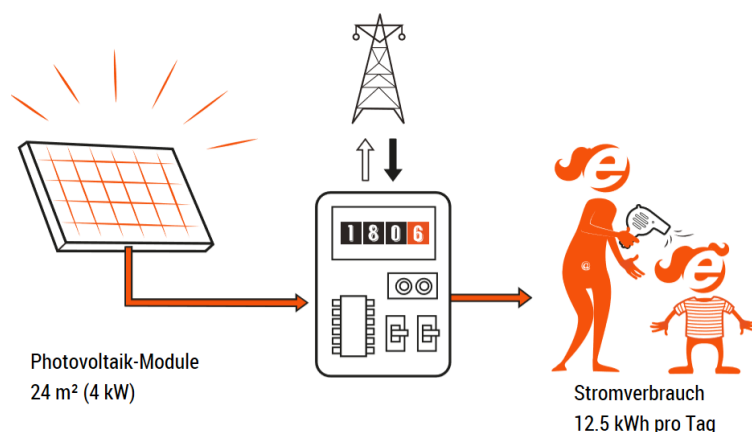 1806
e
@
e
Photovoltaik-Module
24 m² (4 kW)
Stromverbrauch
12.5 kWh pro Tag